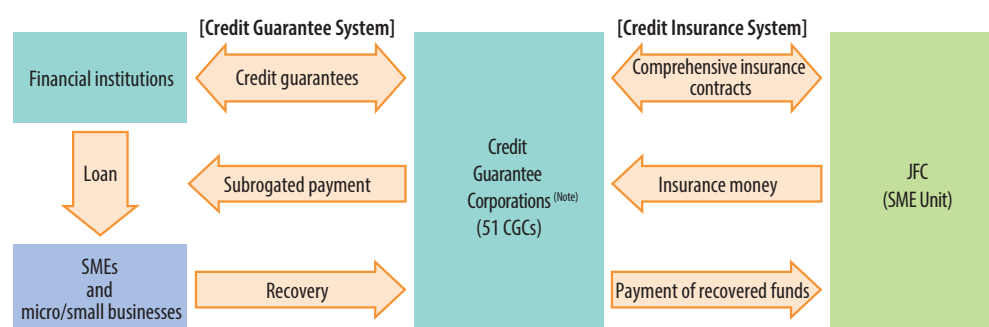 [Credit Guarantee System]
[Credit Insurance System]
Financial institutions
Credit guarantees
Comprehensive insurance
contracts
Loan
Subrogated payment
Credit
Guarantee
Corporations (Note)
(51 CGCs)
Insurance money
JFC
(SME Unit)
SMEs
and
micro/small businesses
Recovery
Payment of recovered funds